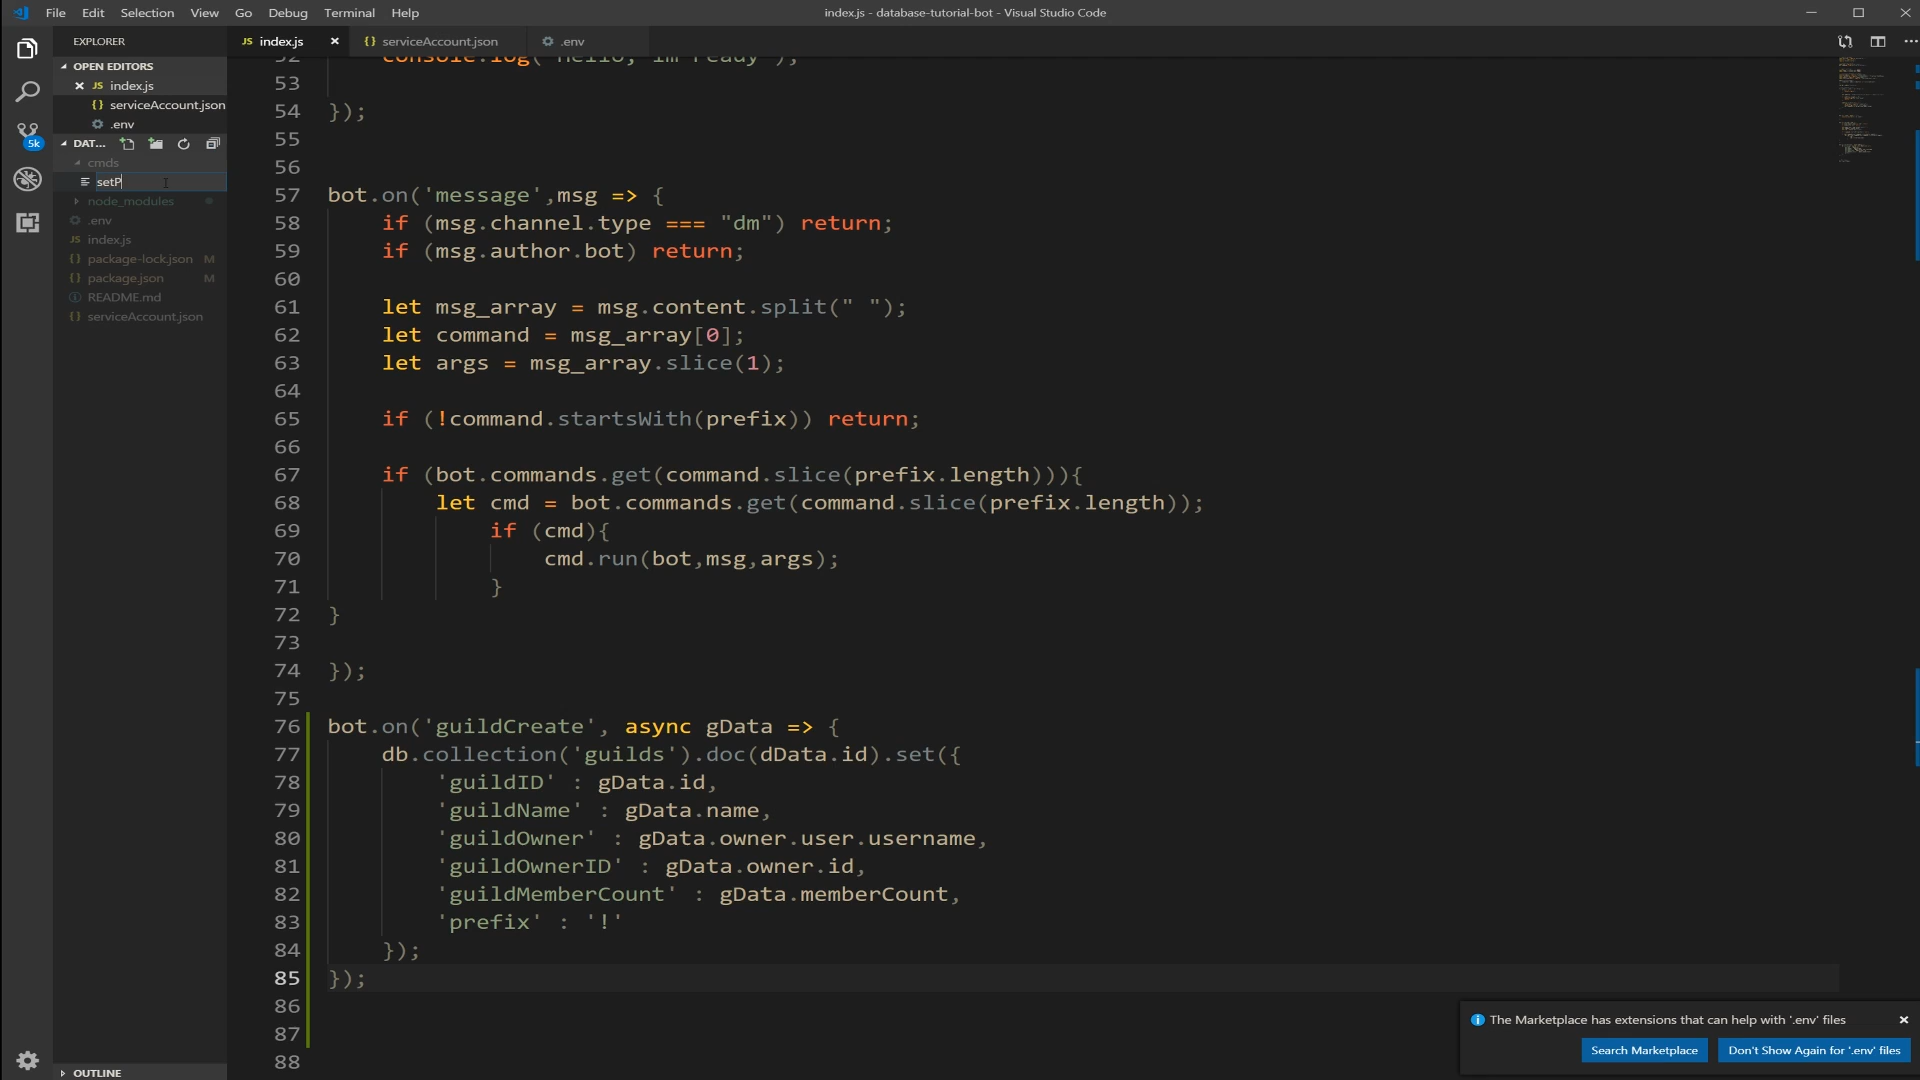 File Edit Selection View Go Debug Terminal Help
index.js - database-tutorial-bot - Visual Studio Code
EXPLORER
JS index.js
{} serviceAccount.json
.env
OPEN EDITORS
JS index.js
{} serviceAccount.json
.env
5k
DAT...
cmds
setP
node_modules
.env
JS index.js
{} package-lock.json M
{} package.json M
README.md
{} serviceAccount.json
OUTLINE
53
54 });
55
56
57 bot.on('message',msg => {
58 if (msg.channel.type === "dm") return;
59 if (msg.author.bot) return;
60
61 let msg_array = msg.content.split(" ");
62 let command = msg_array[0];
63 let args = msg_array.slice(1);
64
65 if (!command.startsWith(prefix)) return;
66
67 if (bot.commands.get(command.slice(prefix.length))){
68 let cmd = bot.commands.get(command.slice(prefix.length));
69 if (cmd){
70 cmd.run(bot,msg,args);
71 }
72 }
73
74 });
75
76 bot.on('guildCreate', async gData => {
77 db.collection('guilds').doc(dData.id).set({
78 'guildID' : gData.id,
79 'guildName' : gData.name,
80 'guildOwner' : gData.owner.user.username,
81 'guildOwnerID' : gData.owner.id,
82 'guildMemberCount' : gData.memberCount,
83 'prefix' : '!'
84 });
85 });
86
87
88
The Marketplace has extensions that can help with '.env' files
Search Marketplace
Don't Show Again for '.env' files